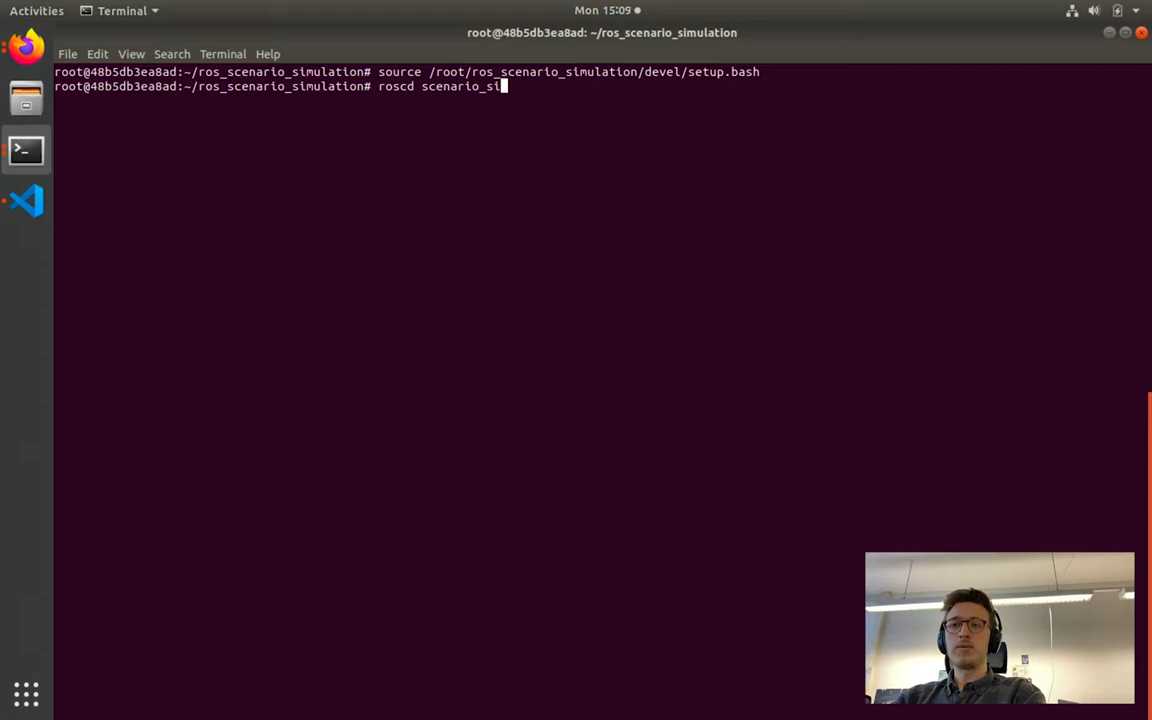 Activities
Terminal
Mon 15:09
root@48b5db3ea8ad: ~/ros_scenario_simulation
File Edit View Search Terminal Help
root@48b5db3ea8ad:~/ros_scenario_simulation# source /root/ros_scenario_simulation/devel/setup.bash
root@48b5db3ea8ad:~/ros_scenario_simulation# roscd scenario_si